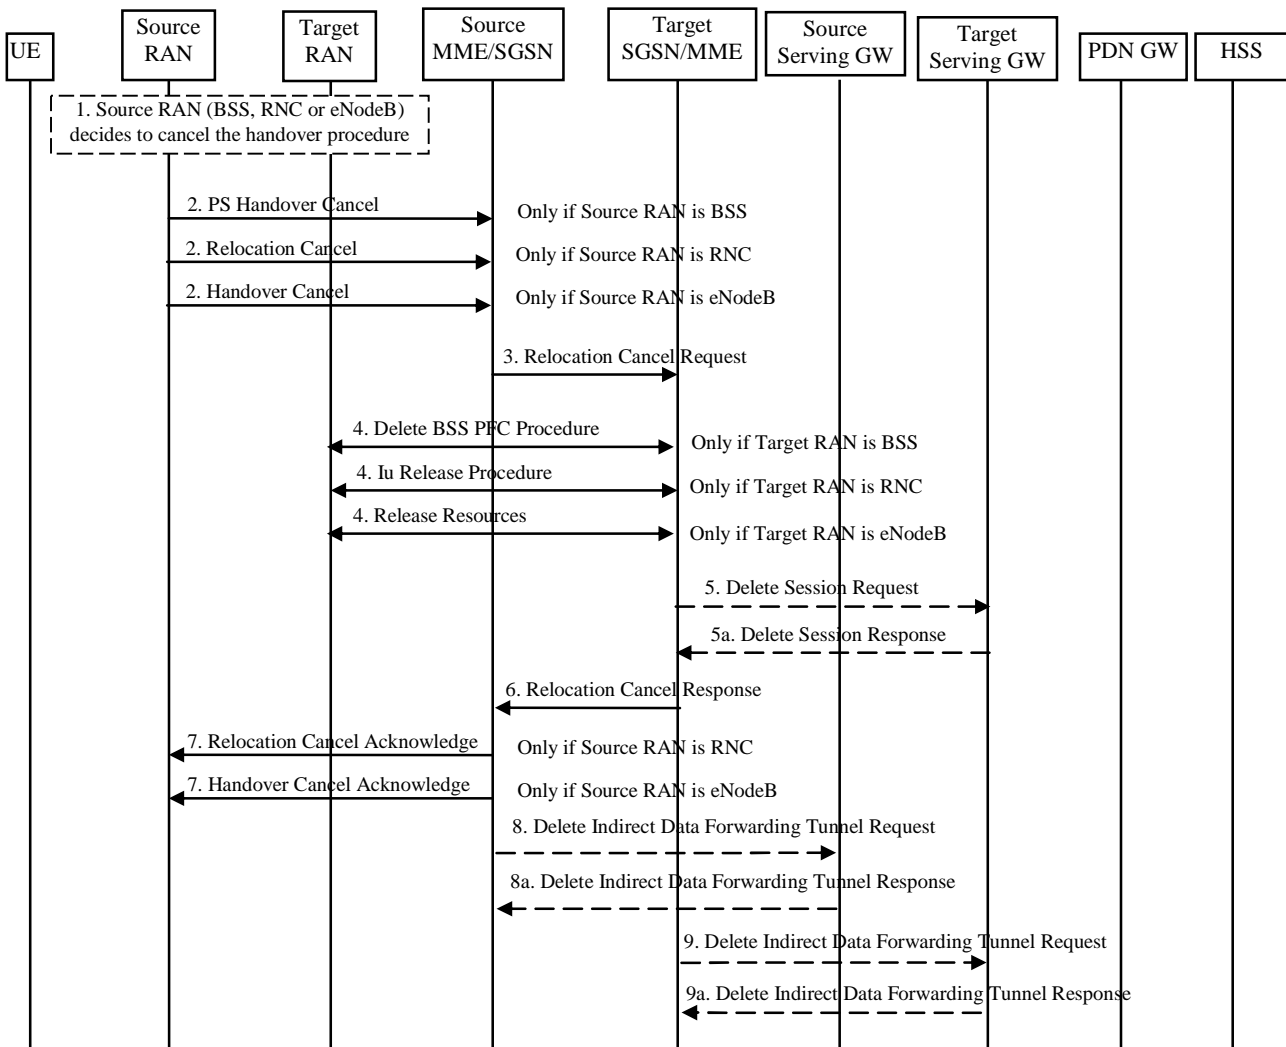 UE
Source
RAN
Target
RAN
Source
MME/SGSN
Target
SGSN/MME
Source
Serving GW
Target
Serving GW
PDN GW
HSS
1. Source RAN (BSS, RNC or eNodeB)
decides to cancel the handover procedure
2. PS Handover Cancel
Only if Source RAN is BSS
2. Relocation Cancel
Only if Source RAN is RNC
2. Handover Cancel
Only if Source RAN is eNodeB
3. Relocation Cancel Request
4. Delete BSS PFC Procedure
Only if Target RAN is BSS
4. Iu Release Procedure
Only if Target RAN is RNC
4. Release Resources
Only if Target RAN is eNodeB
5. Delete Session Request
5a. Delete Session Response
6. Relocation Cancel Response
7. Relocation Cancel Acknowledge
Only if Source RAN is RNC
7. Handover Cancel Acknowledge
Only if Source RAN is eNodeB
8. Delete Indirect Data Forwarding Tunnel Request
8a. Delete Indirect Data Forwarding Tunnel Response
9. Delete Indirect Data Forwarding Tunnel Request
9a. Delete Indirect Data Forwarding Tunnel Response